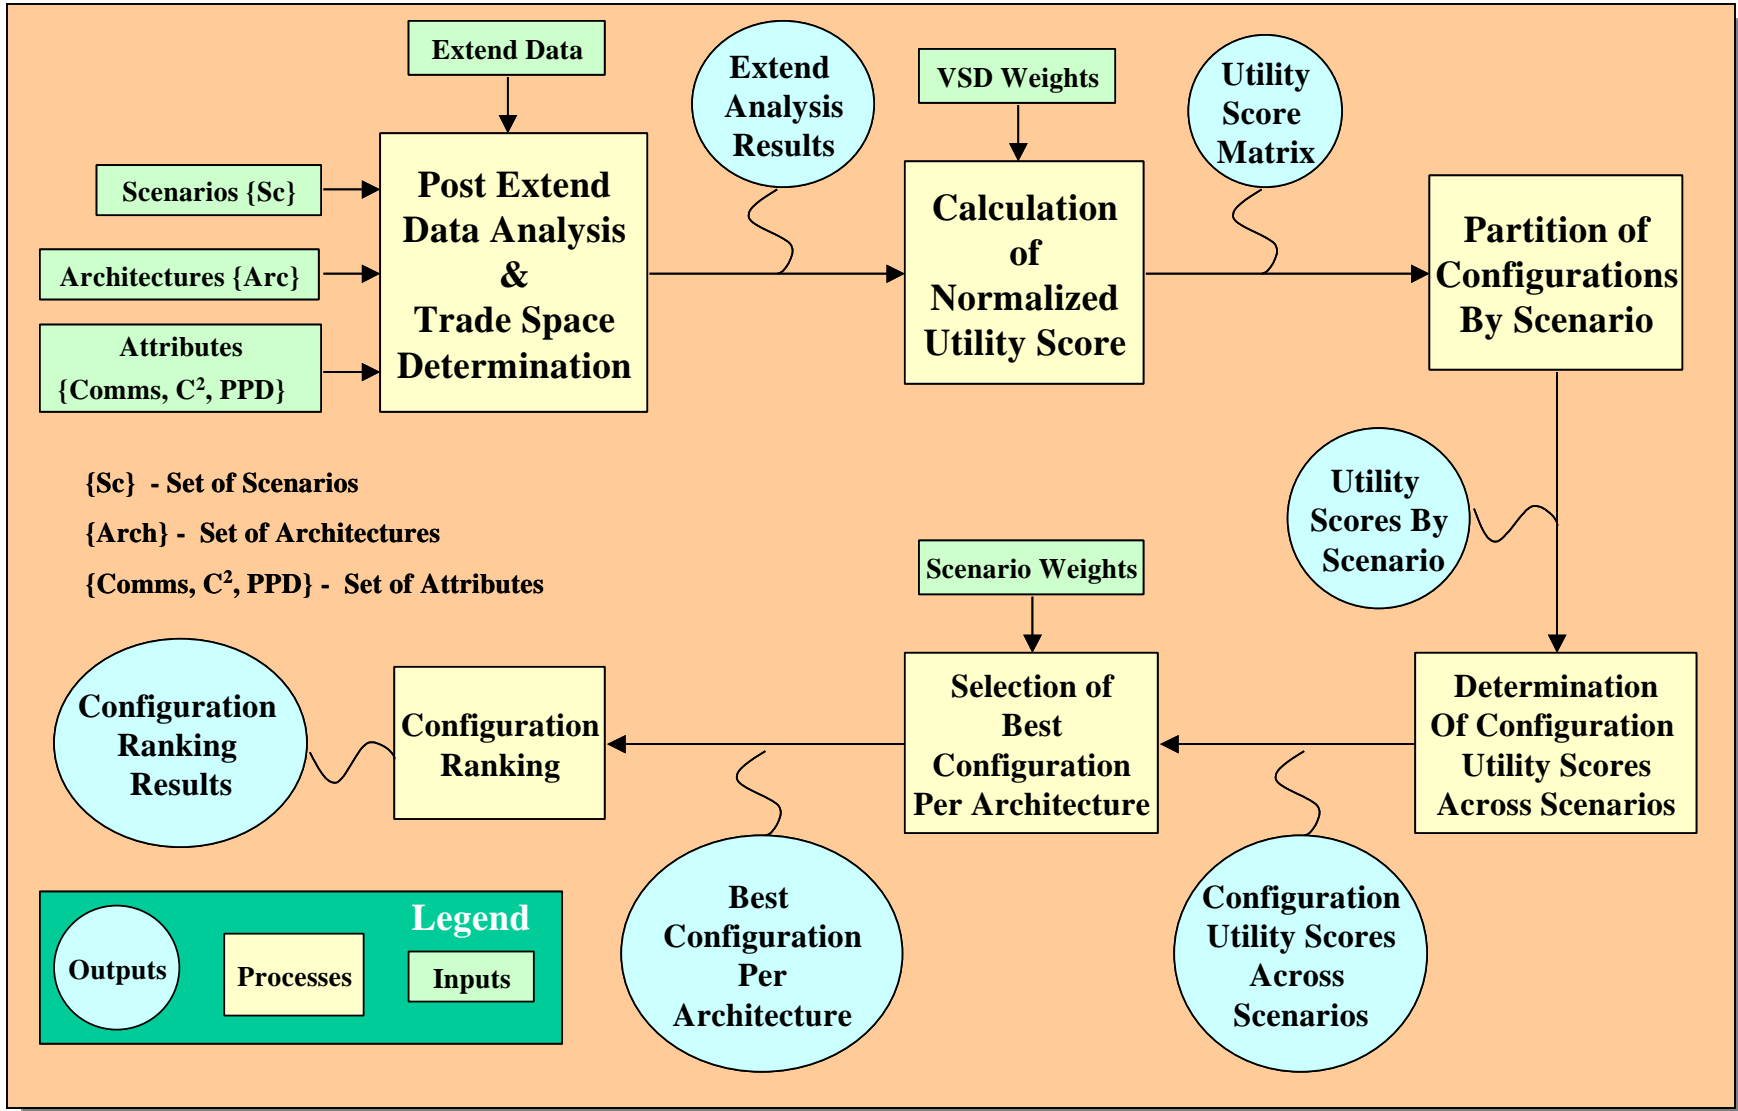 Extend Data
Scenarios {Sc}
Architectures {Arc}
Attributes
{Comms, C², PPD}
Post Extend
Data Analysis
&
Trade Space
Determination
Extend
Analysis
Results
VSD Weights
Calculation
of
Normalized
Utility Score
Utility
Score
Matrix
Partition of
Configurations
By Scenario
{Sc} - Set of Scenarios
{Arch} - Set of Architectures
{Comms, C², PPD} - Set of Attributes
Utility
Scores By
Scenario
Scenario Weights
Determination
Of Configuration
Utility Scores
Across Scenarios
Selection of
Best
Configuration
Per Architecture
Configuration
Ranking
Configuration
Ranking
Results
Configuration
Utility Scores
Across
Scenarios
Best
Configuration
Per
Architecture
Legend
Outputs
Processes
Inputs